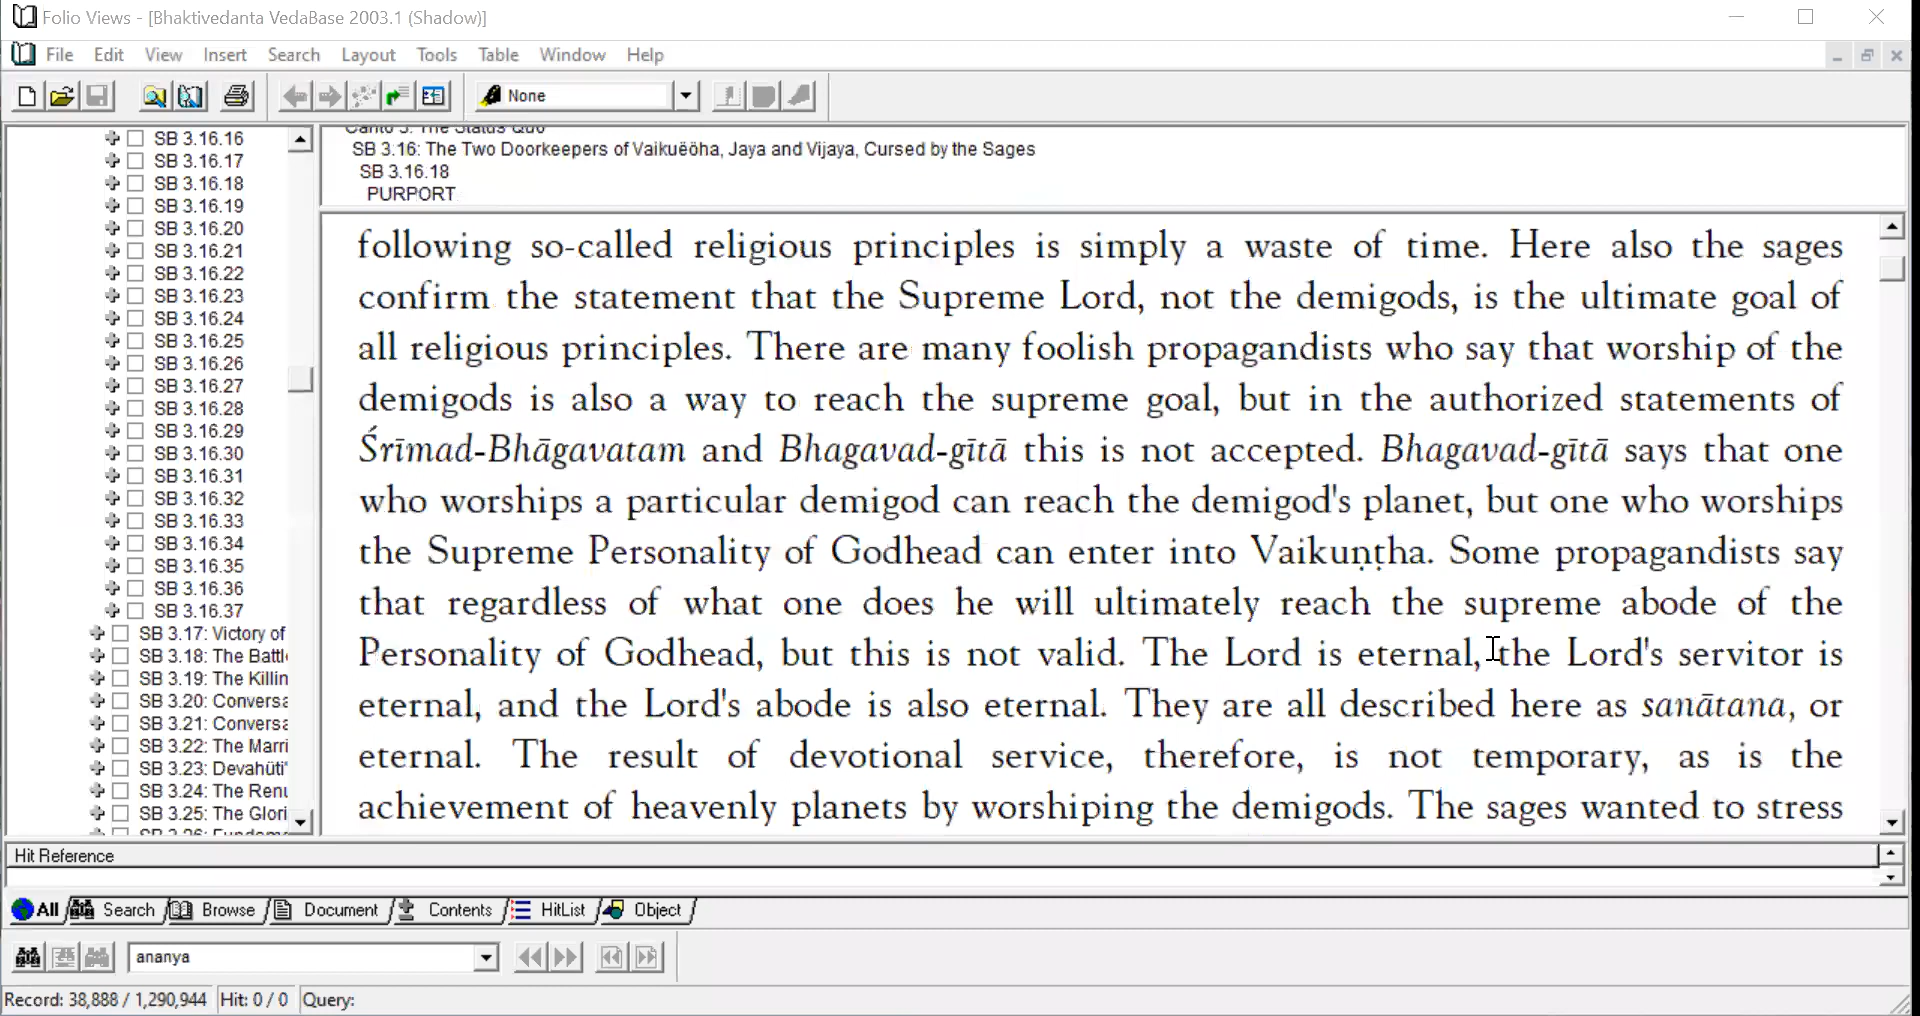 Folio Views - [Bhaktivedanta VedaBase 2003.1 (Shadow)]
File Edit View Insert Search Layout Tools Table Window Help
None
SB 3.16.16
SB 3.16.17
SB 3.16.18
SB 3.16.19
SB 3.16.20
SB 3.16.21
SB 3.16.22
SB 3.16.23
SB 3.16.24
SB 3.16.25
SB 3.16.26
SB 3.16.27
SB 3.16.28
SB 3.16.29
SB 3.16.30
SB 3.16.31
SB 3.16.32
SB 3.16.33
SB 3.16.34
SB 3.16.35
SB 3.16.36
SB 3.16.37
SB 3.17: Victory of
SB 3.18: The Battl
SB 3.19: The Killin
SB 3.20: Conversa
SB 3.21: Conversa
SB 3.22: The Marri
SB 3.23: Devahüti'
SB 3.24: The Renu
SB 3.25: The Glori
SB 3.26: Fundame
Canto 3: The Status Quo
SB 3.16: The Two Doorkeepers of Vaikuëöha, Jaya and Vijaya, Cursed by the Sages
SB 3.16.18
PURPORT
following so-called religious principles is simply a waste of time. Here also the sages
confirm the statement that the Supreme Lord, not the demigods, is the ultimate goal of
all religious principles. There are many foolish propagandists who say that worship of the
demigods is also a way to reach the supreme goal, but in the authorized statements of
Śrīmad-Bhāgavatam and Bhagavad-gītā this is not accepted. Bhagavad-gītā says that one
who worships a particular demigod can reach the demigod's planet, but one who worships
the Supreme Personality of Godhead can enter into Vaikuṇṭha. Some propagandists say
that regardless of what one does he will ultimately reach the supreme abode of the
Personality of Godhead, but this is not valid. The Lord is eternal, the Lord's servitor is
eternal, and the Lord's abode is also eternal. They are all described here as sanātana, or
eternal. The result of devotional service, therefore, is not temporary, as is the
achievement of heavenly planets by worshiping the demigods. The sages wanted to stress
Hit Reference
All Search Browse Document Contents HitList Object
ananya
Record: 38,888 / 1,290,944 Hit: 0 / 0 Query: